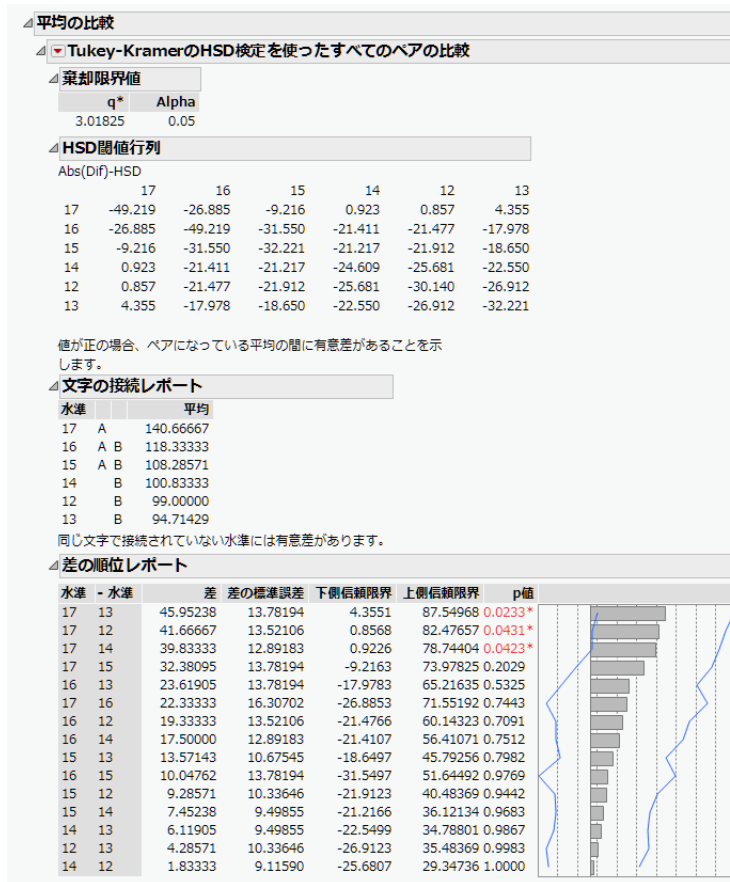 平均の比較
Tukey-KramerのHSD検定を使ったすべてのペアの比較
棄却限界値
q* Alpha
3.01825 0.05
HSD閾値行列
Abs(Dif)-HSD
17 16 15 14 12 13
17 -49.219 -26.885 -9.216 0.923 0.857 4.355
16 -26.885 -49.219 -31.550 -21.411 -21.477 -17.978
15 -9.216 -31.550 -32.221 -21.217 -21.912 -18.650
14 0.923 -21.411 -21.217 -24.609 -25.681 -22.550
12 0.857 -21.477 -21.912 -25.681 -30.140 -26.912
13 4.355 -17.978 -18.650 -22.550 -26.912 -32.221
値が正の場合、ペアになっている平均の間に有意差があることを示
します。
文字の接続レポート
水準 平均
17 A 140.66667
16 A B 118.33333
15 A B 108.28571
14 B 100.83333
12 B 99.00000
13 B 94.71429
同じ文字で接続されていない水準には有意差があります。
差の順位レポート
水準 - 水準 差 差の標準誤差 下側信頼限界 上側信頼限界 p値
17 13 45.95238 13.78194 4.3551 87.54968 0.0233*
17 12 41.66667 13.52106 0.8568 82.47657 0.0431*
17 14 39.83333 12.89183 0.9226 78.74404 0.0423*
17 15 32.38095 13.78194 -9.2163 73.97825 0.2029
16 13 23.61905 13.78194 -17.9783 65.21635 0.5325
17 16 22.33333 16.30702 -26.8853 71.55192 0.7443
16 12 19.33333 13.52106 -21.4766 60.14323 0.7091
16 14 17.50000 12.89183 -21.4107 56.41071 0.7512
15 13 13.57143 10.67545 -18.6497 45.79256 0.7982
16 15 10.04762 13.78194 -31.5497 51.64492 0.9769
15 12 9.28571 10.33646 -21.9123 40.48369 0.9442
15 14 7.45238 9.49855 -21.2166 36.12134 0.9683
14 13 6.11905 9.49855 -22.5499 34.78801 0.9867
12 13 4.28571 10.33646 -26.9123 35.48369 0.9983
14 12 1.83333 9.11590 -25.6807 29.34736 1.0000